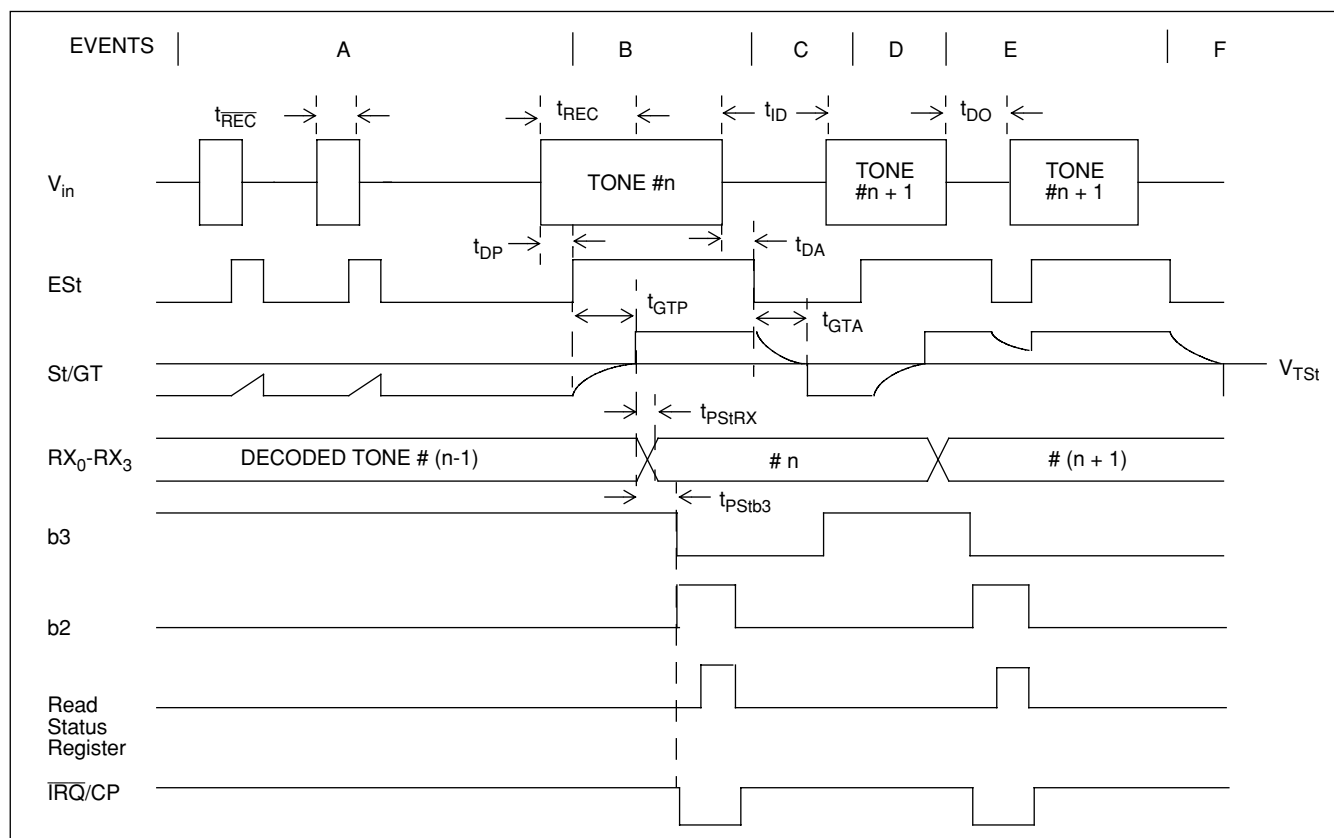 EVENTS A B C D E F
tREC tREC tID tDO
Vin TONE #n TONE #n + 1 TONE #n + 1
tDP tDA
ESt
tGTP tGTA
St/GT VTSt
tPStRX
RX0-RX3 DECODED TONE # (n-1) # n # (n + 1)
tPStb3
b3
b2
Read
Status
Register
IRQ/CP